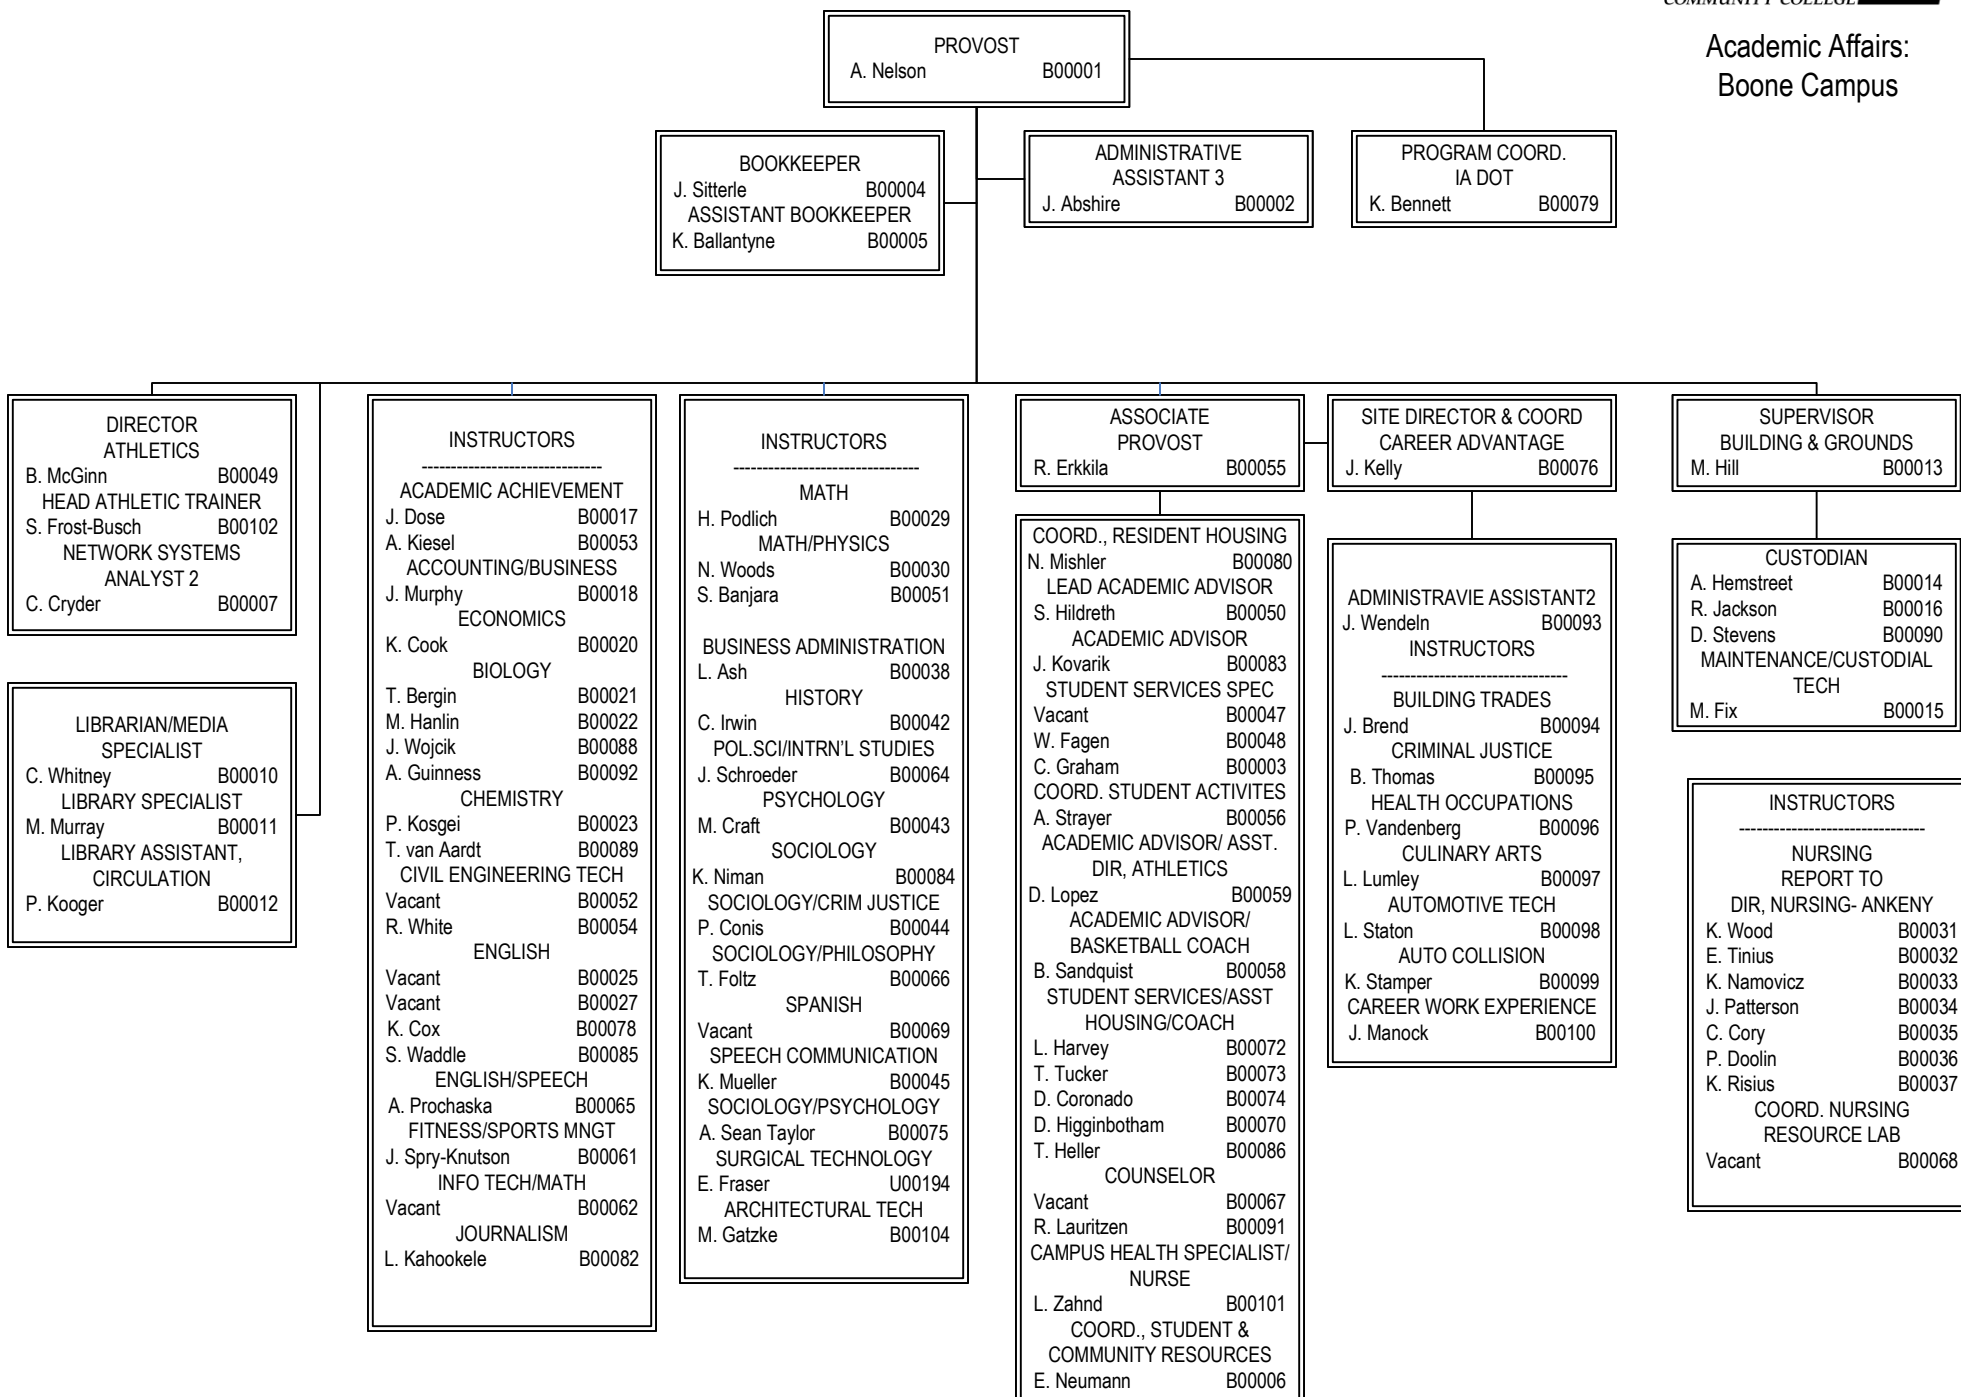 COMMUNITY COLLEGE
Academic Affairs:
Boone Campus
PROVOST
A. Nelson B00001
BOOKKEEPER
J. Sitterle B00004
ASSISTANT BOOKKEEPER
K. Ballantyne B00005
ADMINISTRATIVE
ASSISTANT 3
J. Abshire B00002
PROGRAM COORD.
IA DOT
K. Bennett B00079
DIRECTOR
ATHLETICS
B. McGinn B00049
HEAD ATHLETIC TRAINER
S. Frost-Busch B00102
NETWORK SYSTEMS
ANALYST 2
C. Cryder B00007
LIBRARIAN/MEDIA
SPECIALIST
C. Whitney B00010
LIBRARY SPECIALIST
M. Murray B00011
LIBRARY ASSISTANT,
CIRCULATION
P. Kooger B00012
INSTRUCTORS
-------------------------------
ACADEMIC ACHIEVEMENT
J. Dose B00017
A. Kiesel B00053
ACCOUNTING/BUSINESS
J. Murphy B00018
ECONOMICS
K. Cook B00020
BIOLOGY
T. Bergin B00021
M. Hanlin B00022
J. Wojcik B00088
A. Guinness B00092
CHEMISTRY
P. Kosgei B00023
T. van Aardt B00089
CIVIL ENGINEERING TECH
Vacant B00052
R. White B00054
ENGLISH
Vacant B00025
Vacant B00027
K. Cox B00078
S. Waddle B00085
ENGLISH/SPEECH
A. Prochaska B00065
FITNESS/SPORTS MNGT
J. Spry-Knutson B00061
INFO TECH/MATH
Vacant B00062
JOURNALISM
L. Kahookele B00082
INSTRUCTORS
--------------------------------
MATH
H. Podlich B00029
MATH/PHYSICS
N. Woods B00030
S. Banjara B00051
BUSINESS ADMINISTRATION
L. Ash B00038
HISTORY
C. Irwin B00042
POL.SCI/INTRN’L STUDIES
J. Schroeder B00064
PSYCHOLOGY
M. Craft B00043
SOCIOLOGY
K. Niman B00084
SOCIOLOGY/CRIM JUSTICE
P. Conis B00044
SOCIOLOGY/PHILOSOPHY
T. Foltz B00066
SPANISH
Vacant B00069
SPEECH COMMUNICATION
K. Mueller B00045
SOCIOLOGY/PSYCHOLOGY
A. Sean Taylor B00075
SURGICAL TECHNOLOGY
E. Fraser U00194
ARCHITECTURAL TECH
M. Gatzke B00104
ASSOCIATE
PROVOST
R. Erkkila B00055
COORD., RESIDENT HOUSING
N. Mishler B00080
LEAD ACADEMIC ADVISOR
S. Hildreth B00050
ACADEMIC ADVISOR
J. Kovarik B00083
STUDENT SERVICES SPEC
Vacant B00047
W. Fagen B00048
C. Graham B00003
COORD. STUDENT ACTIVITES
A. Strayer B00056
ACADEMIC ADVISOR/ ASST.
DIR, ATHLETICS
D. Lopez B00059
ACADEMIC ADVISOR/
BASKETBALL COACH
B. Sandquist B00058
STUDENT SERVICES/ASST
HOUSING/COACH
L. Harvey B00072
T. Tucker B00073
D. Coronado B00074
D. Higginbotham B00070
T. Heller B00086
COUNSELOR
Vacant B00067
R. Lauritzen B00091
CAMPUS HEALTH SPECIALIST/
NURSE
L. Zahnd B00101
COORD., STUDENT &
COMMUNITY RESOURCES
E. Neumann B00006
SITE DIRECTOR & COORD
CAREER ADVANTAGE
J. Kelly B00076
ADMINISTRAVIE ASSISTANT2
J. Wendeln B00093
INSTRUCTORS
--------------------------------
BUILDING TRADES
J. Brend B00094
CRIMINAL JUSTICE
B. Thomas B00095
HEALTH OCCUPATIONS
P. Vandenberg B00096
CULINARY ARTS
L. Lumley B00097
AUTOMOTIVE TECH
L. Staton B00098
AUTO COLLISION
K. Stamper B00099
CAREER WORK EXPERIENCE
J. Manock B00100
SUPERVISOR
BUILDING & GROUNDS
M. Hill B00013
CUSTODIAN
A. Hemstreet B00014
R. Jackson B00016
D. Stevens B00090
MAINTENANCE/CUSTODIAL
TECH
M. Fix B00015
INSTRUCTORS
--------------------------------
NURSING
REPORT TO
DIR, NURSING- ANKENY
K. Wood B00031
E. Tinius B00032
K. Namovicz B00033
J. Patterson B00034
C. Cory B00035
P. Doolin B00036
K. Risius B00037
COORD. NURSING
RESOURCE LAB
Vacant B00068